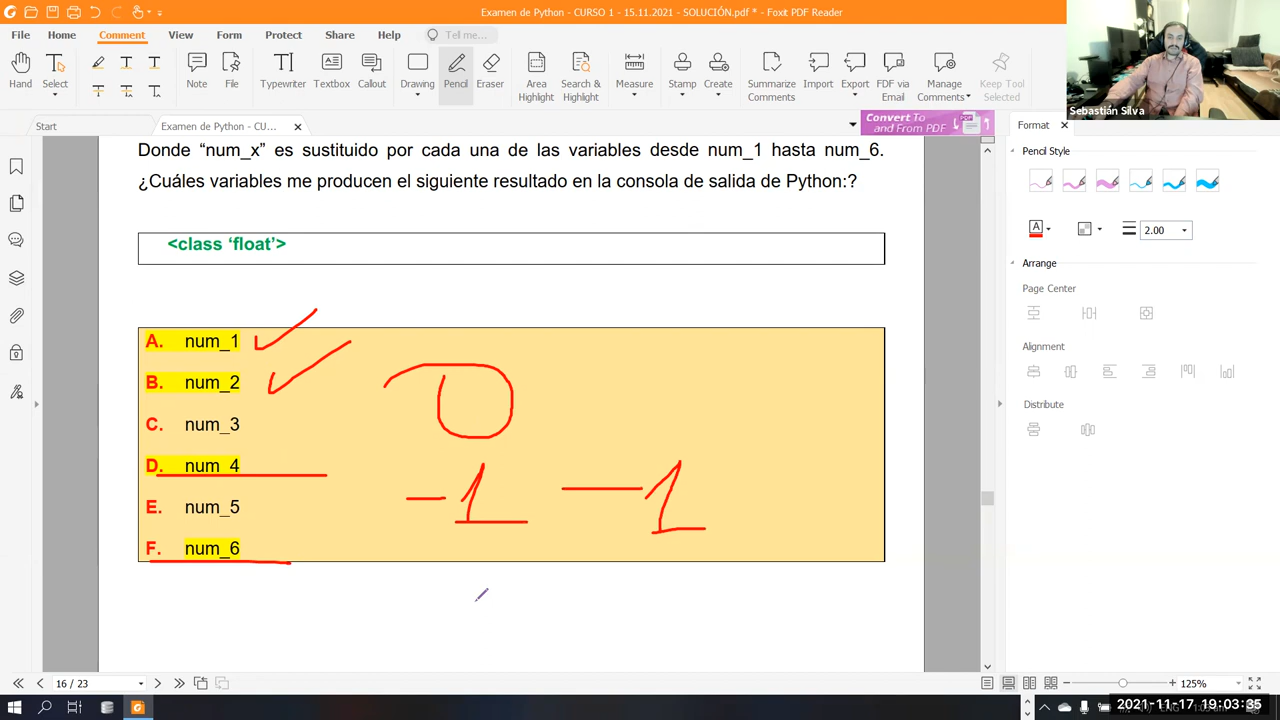 Examen de Python - CURSO 1 - 15.11.2021 - SOLUCIÓN.pdf * - Foxit PDF Reader
File Home Comment View Form Protect Share Help Tell me...
Hand Select Note File Typewriter Textbox Callout Drawing Pencil Eraser Area Highlight Search & Highlight Measure Stamp Create Summarize Comments Import Export FDF via Email Manage Comments Keep Tool Selected
Sebastián Silva
Start
Examen de Python - CU...
Convert To and From PDF
PDF
Format
Donde “num_x” es sustituido por cada una de las variables desde num_1 hasta num_6.
¿Cuáles variables me producen el siguiente resultado en la consola de salida de Python:?
<class ‘float’>
A. num_1
B. num_2
C. num_3
D. num_4
E. num_5
F. num_6
0
-1 -1
Pencil Style
2.00
Arrange
Page Center
Alignment
Distribute
16 / 23
125%
2021-11-17 19:03:35